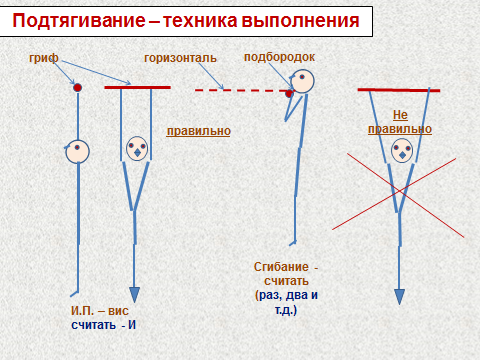 Подтягивание – техника выполнения
гриф
горизонталь
подбородок
правильно
Не
правильно
Сгибание -
считать
(раз, два и
т.д.)
И.П. – вис
считать - И